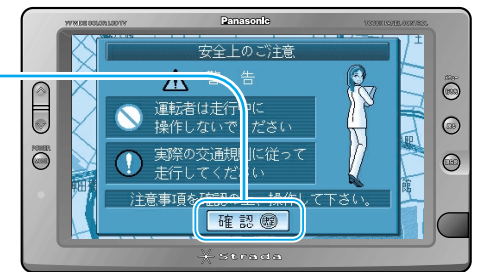 Panasonic
安全上のご注意
警 告
運転者は走行中に
操作しないでください
実際の交通規則に従って
走行してください
注意事項を確認の上、操作して下さい。
確 認
POWER
Strada